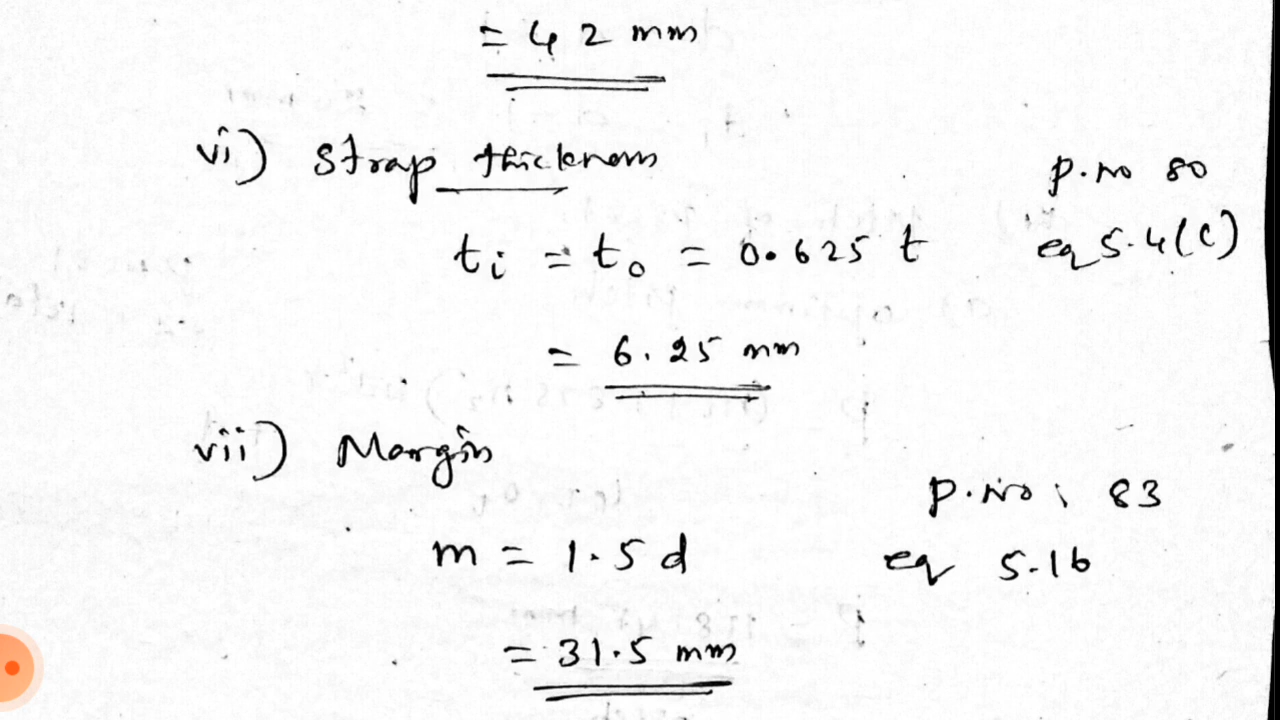 = 42 mm
vi) Strap thickness
p.no 80
ti = to = 0.625 t eq 5.4(c)
= 6.25 mm
vii) Margin
P.No: 83
m = 1.5 d eq 5.16
= 31.5 mm